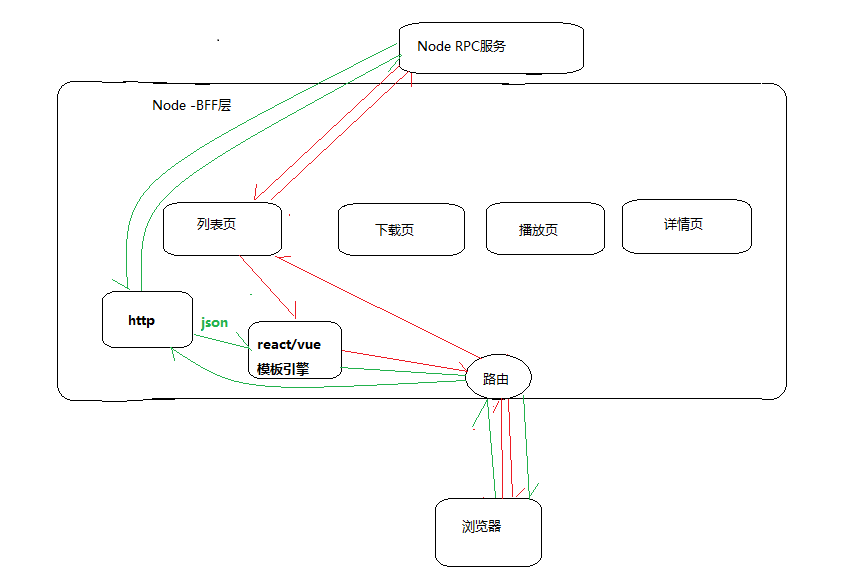 Node RPC服务
Node -BFF层
列表页
下载页
播放页
详情页
http
json
react/vue
模板引擎
路由
浏览器